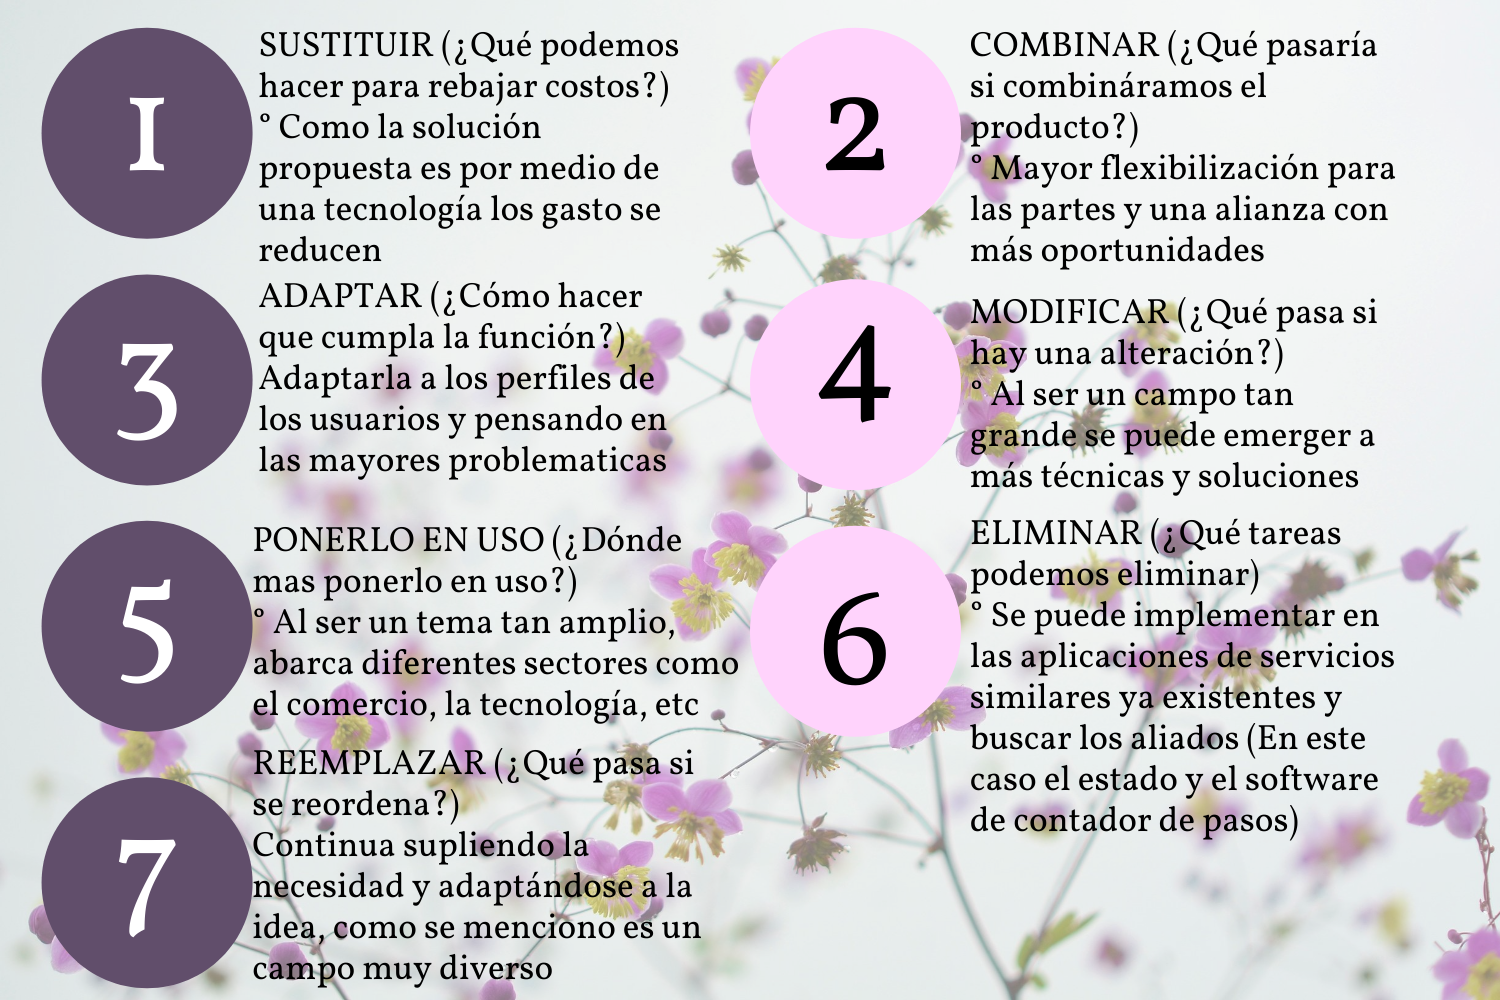 1
SUSTITUIR (¿Qué podemos
hacer para rebajar costos?)
° Como la solución
propuesta es por medio de
una tecnología los gasto se
reducen
2
COMBINAR (¿Qué pasaría
si combináramos el
producto?)
° Mayor flexibilización para
las partes y una alianza con
más oportunidades
3
ADAPTAR (¿Cómo hacer
que cumpla la función?)
Adaptarla a los perfiles de
los usuarios y pensando en
las mayores problematicas
4
MODIFICAR (¿Qué pasa si
hay una alteración?)
° Al ser un campo tan
grande se puede emerger a
más técnicas y soluciones
5
PONERLO EN USO (¿Dónde
mas ponerlo en uso?)
° Al ser un tema tan amplio,
abarca diferentes sectores como
el comercio, la tecnología, etc
6
ELIMINAR (¿Qué tareas
podemos eliminar)
° Se puede implementar en
las aplicaciones de servicios
similares ya existentes y
buscar los aliados (En este
caso el estado y el software
de contador de pasos)
7
REEMPLAZAR (¿Qué pasa si
se reordena?)
Continua supliendo la
necesidad y adaptándose a la
idea, como se menciono es un
campo muy diverso